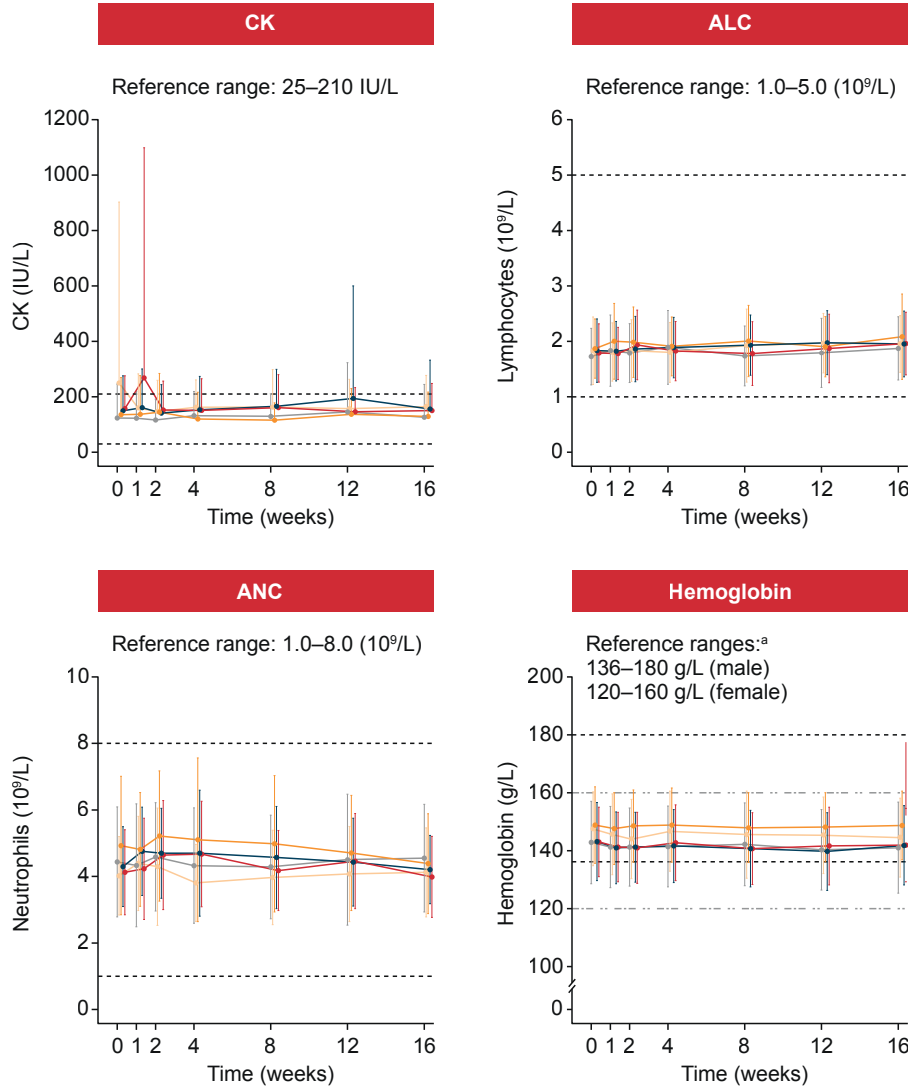 CK
Reference range: 25–210 IU/L
1200
1000
800
600
400
200
0
CK (IU/L)
0 1 2 4 8 12 16
Time (weeks)
ALC
Reference range: 1.0–5.0 (10⁹/L)
6
5
4
3
2
1
0
Lymphocytes (10⁹/L)
0 1 2 4 8 12 16
Time (weeks)
ANC
Reference range: 1.0–8.0 (10⁹/L)
10
8
6
4
2
0
Neutrophils (10⁹/L)
0 1 2 4 8 12 16
Time (weeks)
Hemoglobin
Reference ranges:ᵃ
136–180 g/L (male)
120–160 g/L (female)
200
180
160
140
120
100
0
Hemoglobin (g/L)
0 1 2 4 8 12 16
Time (weeks)